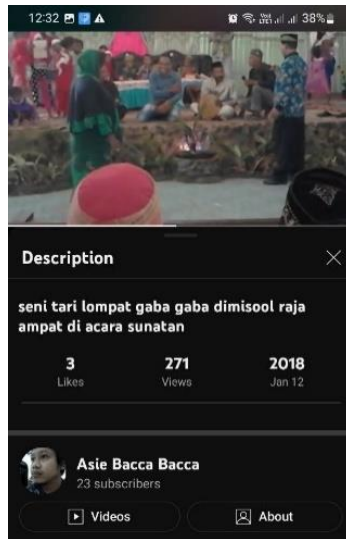 12:32
38%
Description
seni tari lompat gaba gaba dimisool raja
ampat di acara sunatan
3
271
2018
Likes
Views
Jan 12
Asie Bacca Bacca
23 subscribers
Videos
About